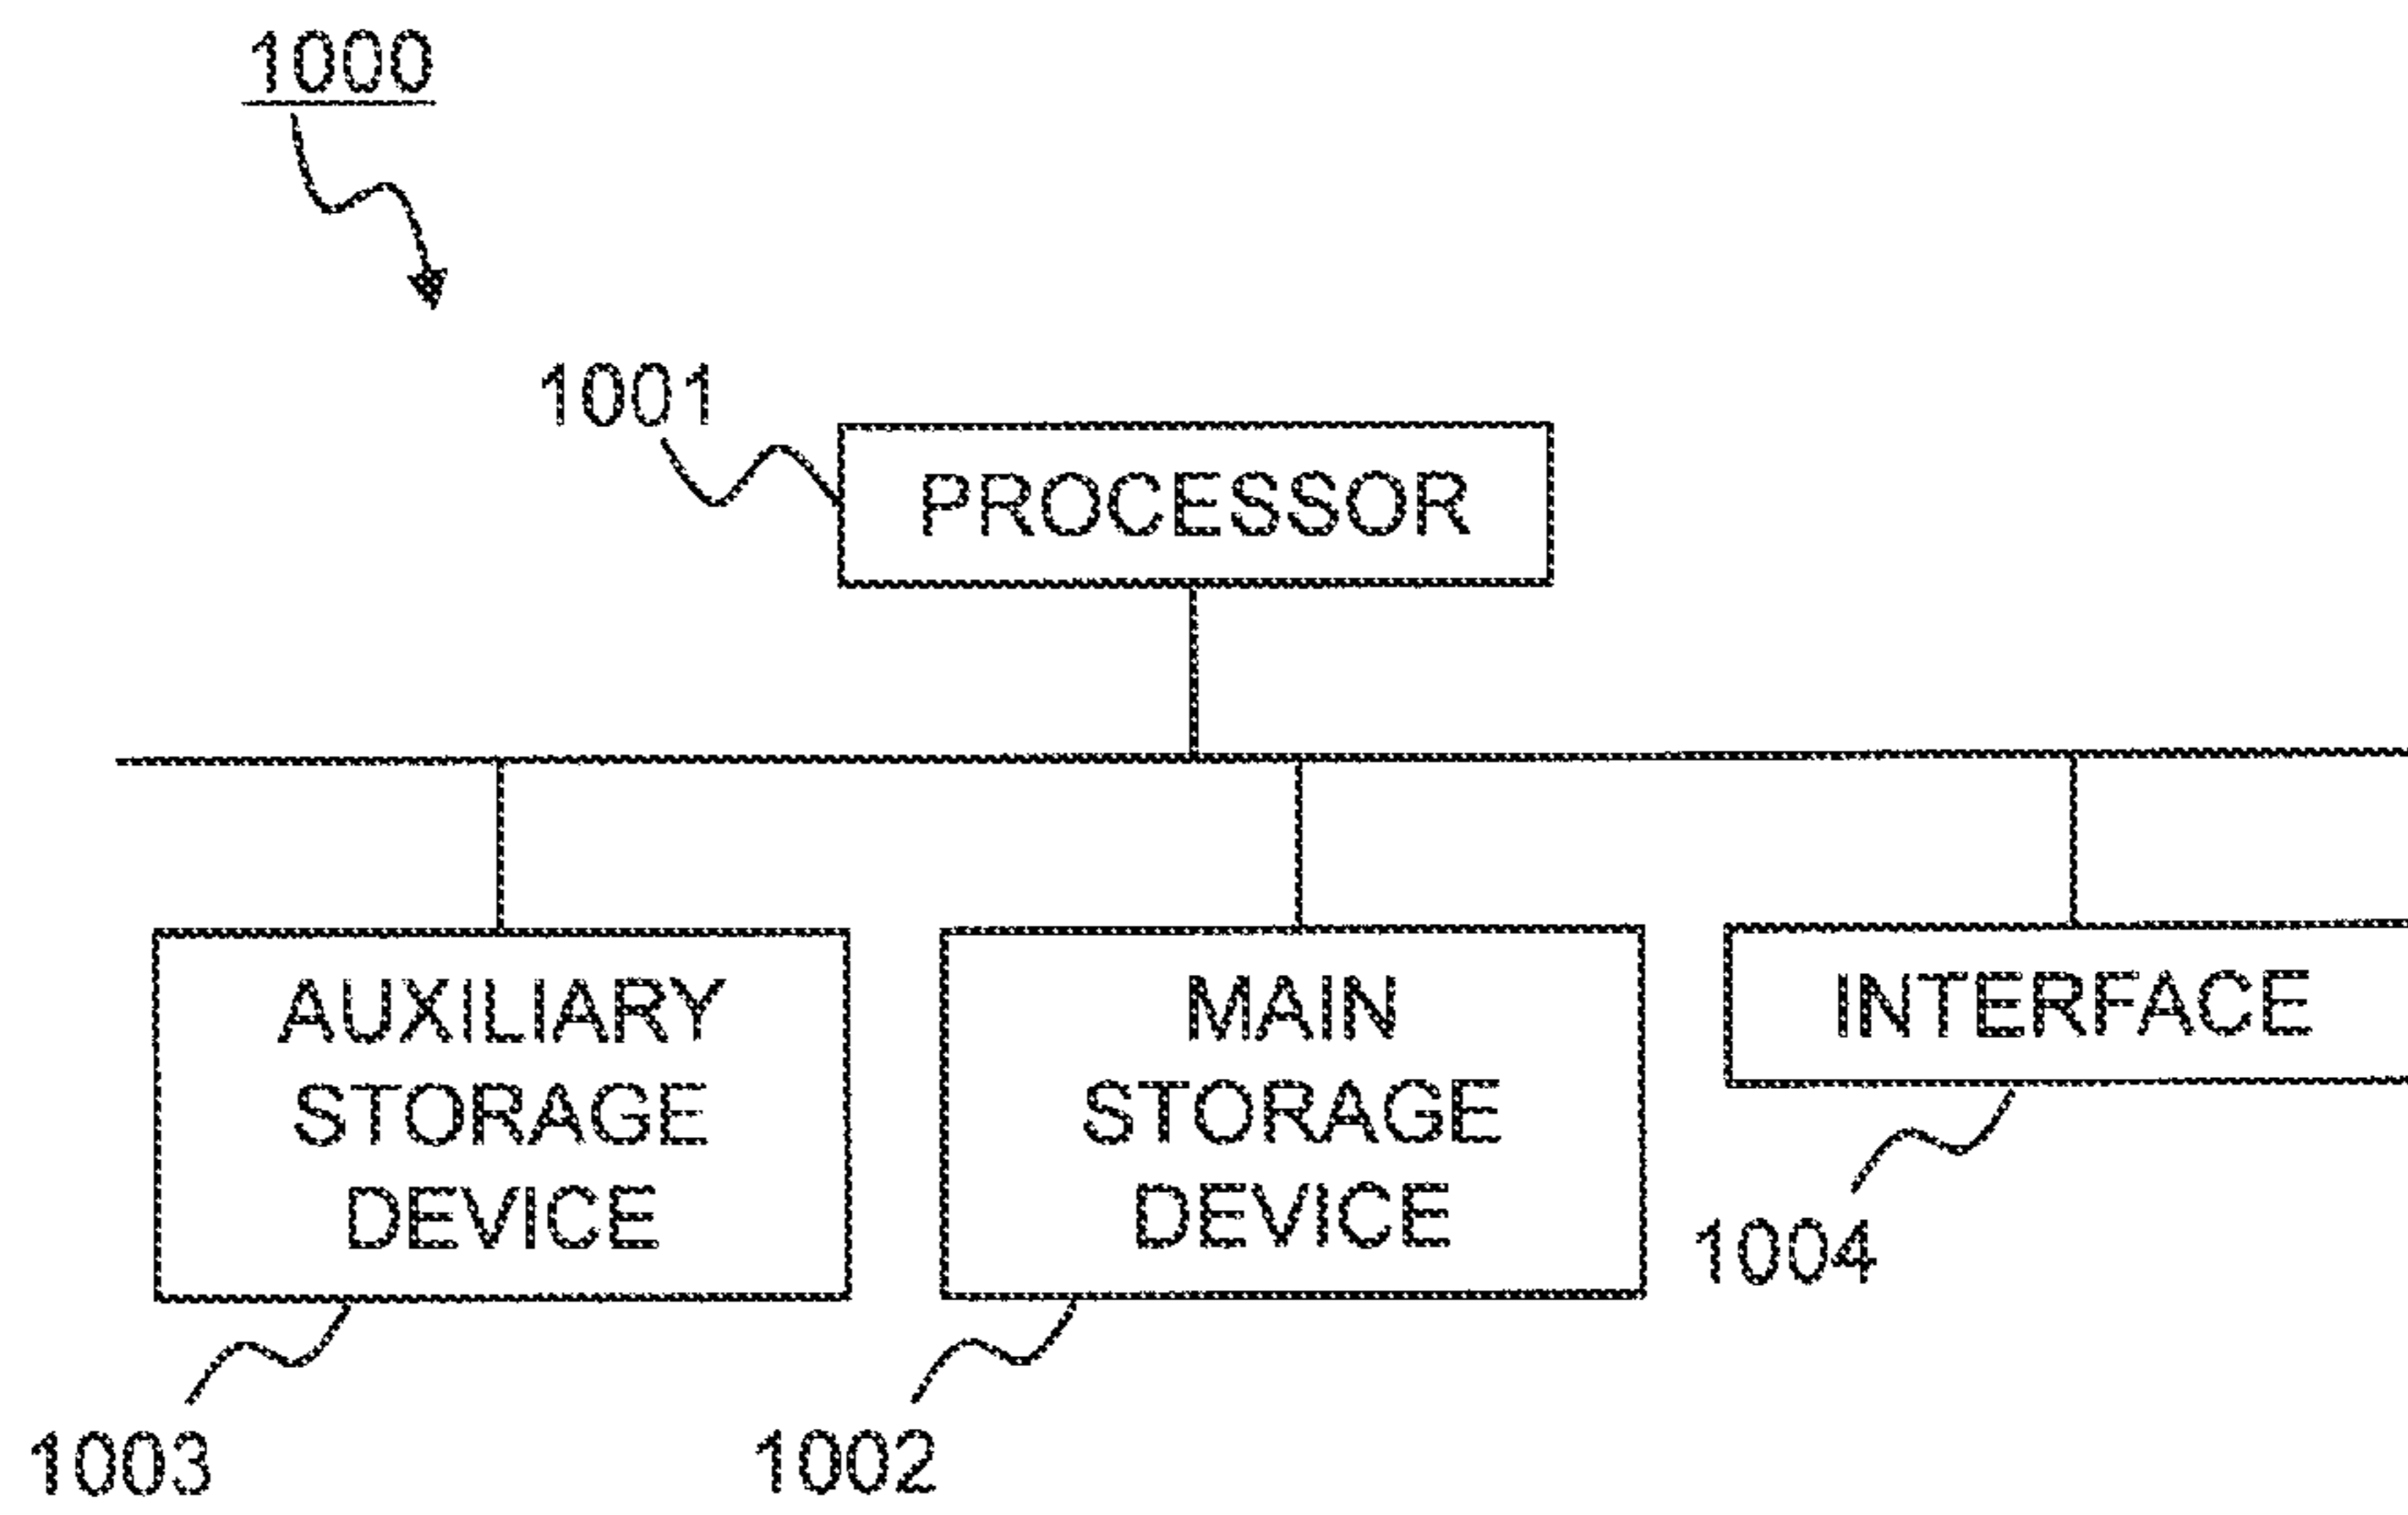 1000
1001
PROCESSOR
AUXILIARY
STORAGE
DEVICE
MAIN
STORAGE
DEVICE
INTERFACE
1004
1003
1002